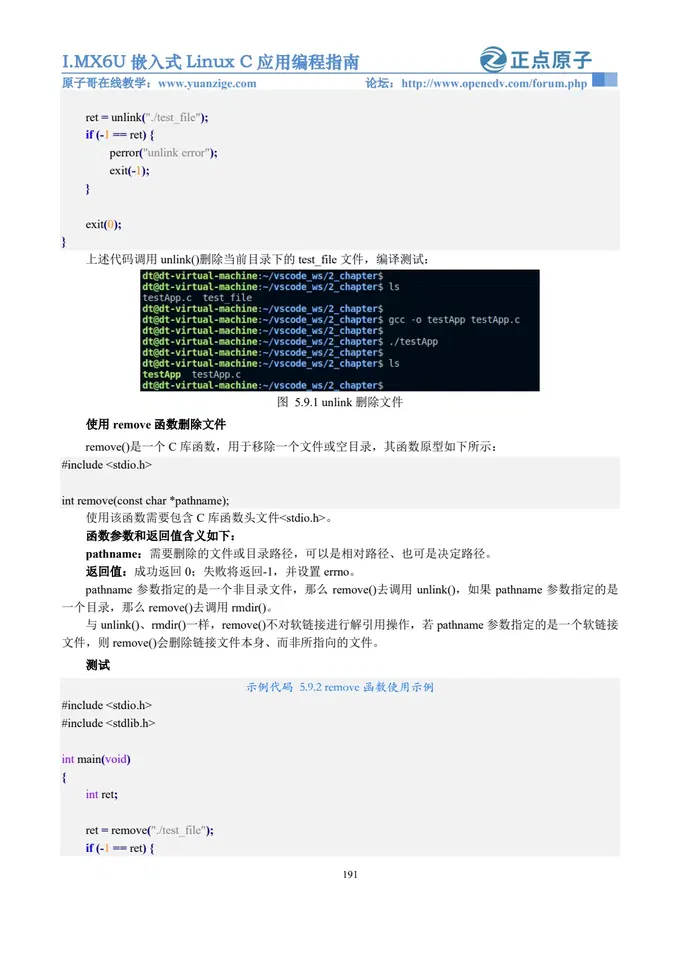 I.MX6U 嵌入式 Linux C 应用编程指南
正点原子
原子哥在线教学：www.yuanzige.com 论坛：http://www.openedv.com/forum.php
ret = unlink("./test_file");
if (-1 == ret) {
perror("unlink error");
exit(-1);
}
exit(0);
}
上述代码调用 unlink()删除当前目录下的 test_file 文件，编译测试：
dt@dt-virtual-machine:~/vscode_ws/2_chapter$
dt@dt-virtual-machine:~/vscode_ws/2_chapter$ ls
testApp.c test_file
dt@dt-virtual-machine:~/vscode_ws/2_chapter$
dt@dt-virtual-machine:~/vscode_ws/2_chapter$ gcc -o testApp testApp.c
dt@dt-virtual-machine:~/vscode_ws/2_chapter$
dt@dt-virtual-machine:~/vscode_ws/2_chapter$ ./testApp
dt@dt-virtual-machine:~/vscode_ws/2_chapter$
dt@dt-virtual-machine:~/vscode_ws/2_chapter$ ls
testApp testApp.c
dt@dt-virtual-machine:~/vscode_ws/2_chapter$
图 5.9.1 unlink 删除文件
使用 remove 函数删除文件
remove()是一个 C 库函数，用于移除一个文件或空目录，其函数原型如下所示：
#include <stdio.h>
int remove(const char *pathname);
使用该函数需要包含 C 库函数头文件<stdio.h>。
函数参数和返回值含义如下：
pathname：需要删除的文件或目录路径，可以是相对路径、也可是决定路径。
返回值：成功返回 0；失败将返回-1，并设置 errno。
pathname 参数指定的是一个非目录文件，那么 remove()去调用 unlink()，如果 pathname 参数指定的是
一个目录，那么 remove()去调用 rmdir()。
与 unlink()、rmdir()一样，remove()不对软链接进行解引用操作，若 pathname 参数指定的是一个软链接
文件，则 remove()会删除链接文件本身、而非所指向的文件。
测试
示例代码 5.9.2 remove 函数使用示例
#include <stdio.h>
#include <stdlib.h>
int main(void)
{
int ret;
ret = remove("./test_file");
if (-1 == ret) {
191